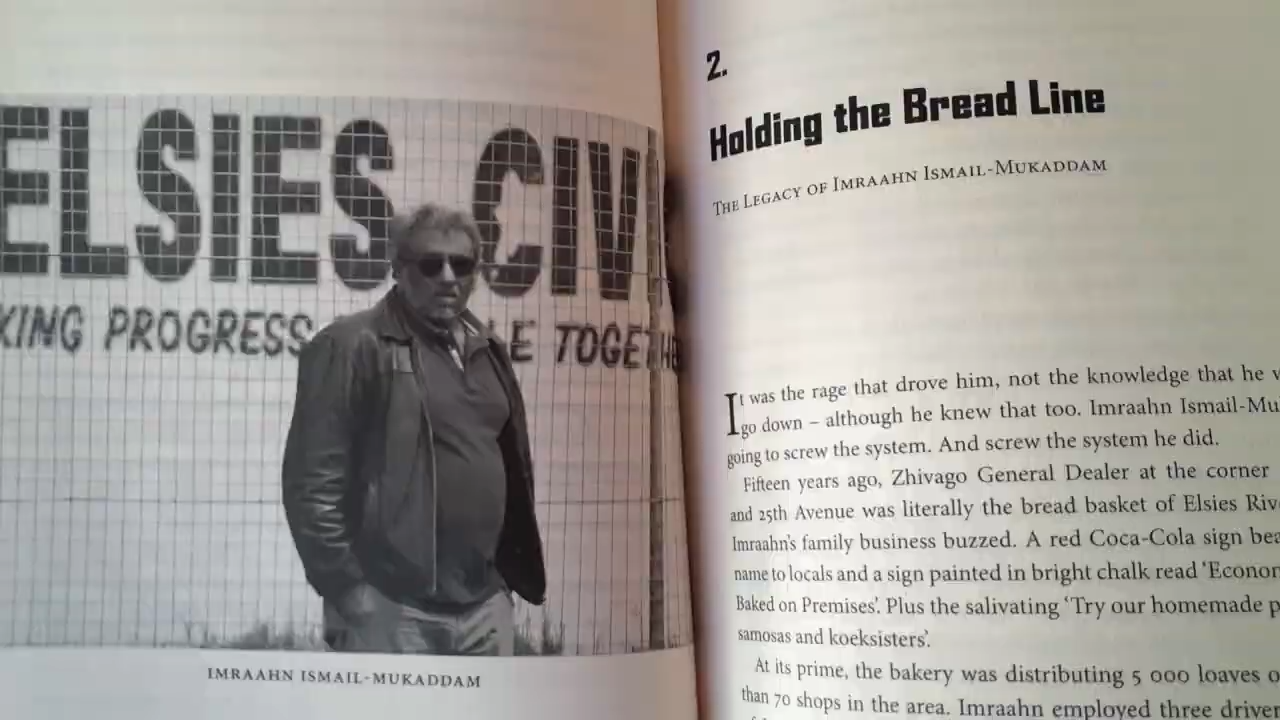 ELSIES CIV
KING PROGRESS LE TOGETHE
IMRAAHN ISMAIL-MUKADDAM
2.
Holding the Bread Line
The Legacy of Imraahn Ismail-Mukaddam
It was the rage that drove him, not the knowledge that he
go down – although he knew that too. Imraahn Ismail-Mu
going to screw the system. And screw the system he did.
Fifteen years ago, Zhivago General Dealer at the corner
and 25th Avenue was literally the bread basket of Elsies Riv
Imraahn's family business buzzed. A red Coca-Cola sign bea
name to locals and a sign painted in bright chalk read 'Econom
Baked on Premises'. Plus the salivating 'Try our homemade p
samosas and koeksisters'.
At its prime, the bakery was distributing 5 000 loaves o
than 70 shops in the area. Imraahn employed three driver